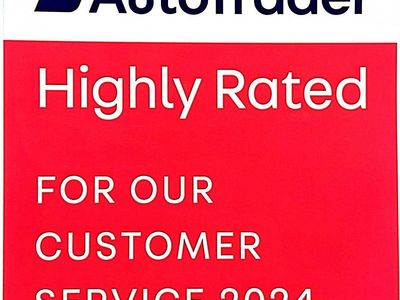 AutoTrader
Highly Rated
FOR OUR
CUSTOMER
SERVICE 2024